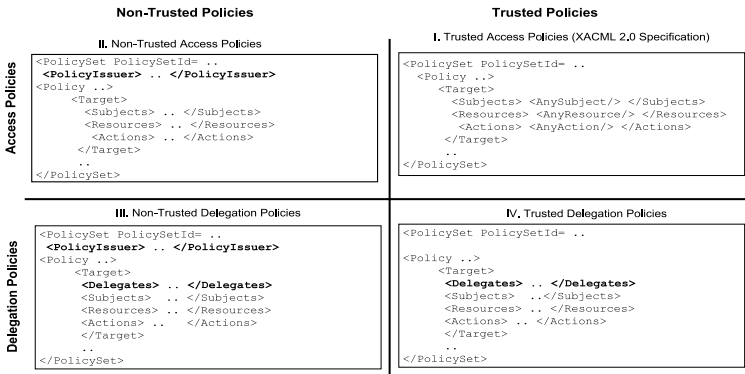 Non-Trusted Policies
Trusted Policies
Access Policies
II. Non-Trusted Access Policies
<PolicySet PolicySetId= ..
<PolicyIssuer> .. </PolicyIssuer>
<Policy ..>
<Target>
<Subjects> .. </Subjects>
<Resources> .. </Resources>
<Actions> .. </Actions>
</Target>
..
</PolicySet>
I. Trusted Access Policies (XACML 2.0 Specification)
<PolicySet PolicySetId= ..
<Policy ..>
<Target>
<Subjects> <AnySubject/> </Subjects>
<Resources> <AnyResource/> </Resources>
<Actions> <AnyAction/> </Actions>
</Target>
..
</PolicySet>
Delegation Policies
III. Non-Trusted Delegation Policies
<PolicySet PolicySetId= ..
<PolicyIssuer> .. </PolicyIssuer>
<Policy ..>
<Target>
<Delegates> .. </Delegates>
<Subjects> .. </Subjects>
<Resources> .. </Resources>
<Actions> .. </Actions>
</Target>
..
</PolicySet>
IV. Trusted Delegation Policies
<PolicySet PolicySetId= ..
<Policy ..>
<Target>
<Delegates> .. </Delegates>
<Subjects> ..</Subjects>
<Resources> .. </Resources>
<Actions> .. </Actions>
</Target>
..
</PolicySet>